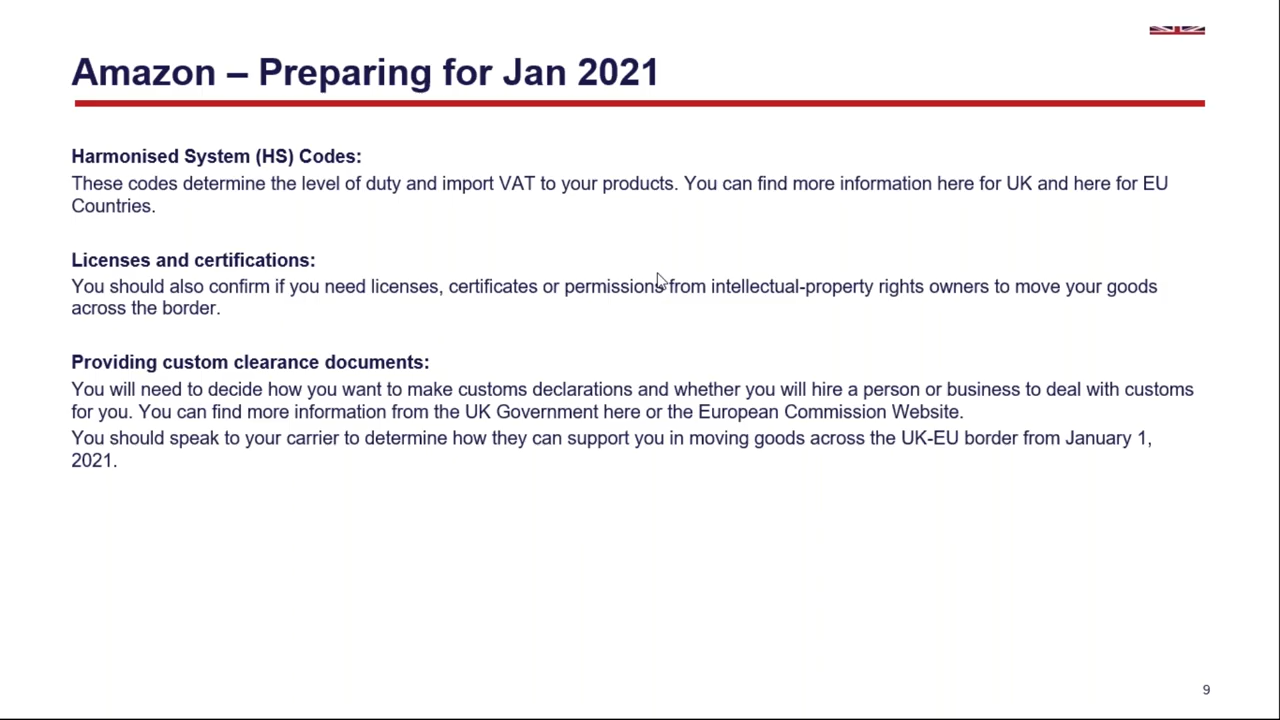 Amazon – Preparing for Jan 2021
Harmonised System (HS) Codes:
These codes determine the level of duty and import VAT to your products. You can find more information here for UK and here for EU
Countries.
Licenses and certifications:
You should also confirm if you need licenses, certificates or permissions from intellectual-property rights owners to move your goods
across the border.
Providing custom clearance documents:
You will need to decide how you want to make customs declarations and whether you will hire a person or business to deal with customs
for you. You can find more information from the UK Government here or the European Commission Website.
You should speak to your carrier to determine how they can support you in moving goods across the UK-EU border from January 1,
2021.
9